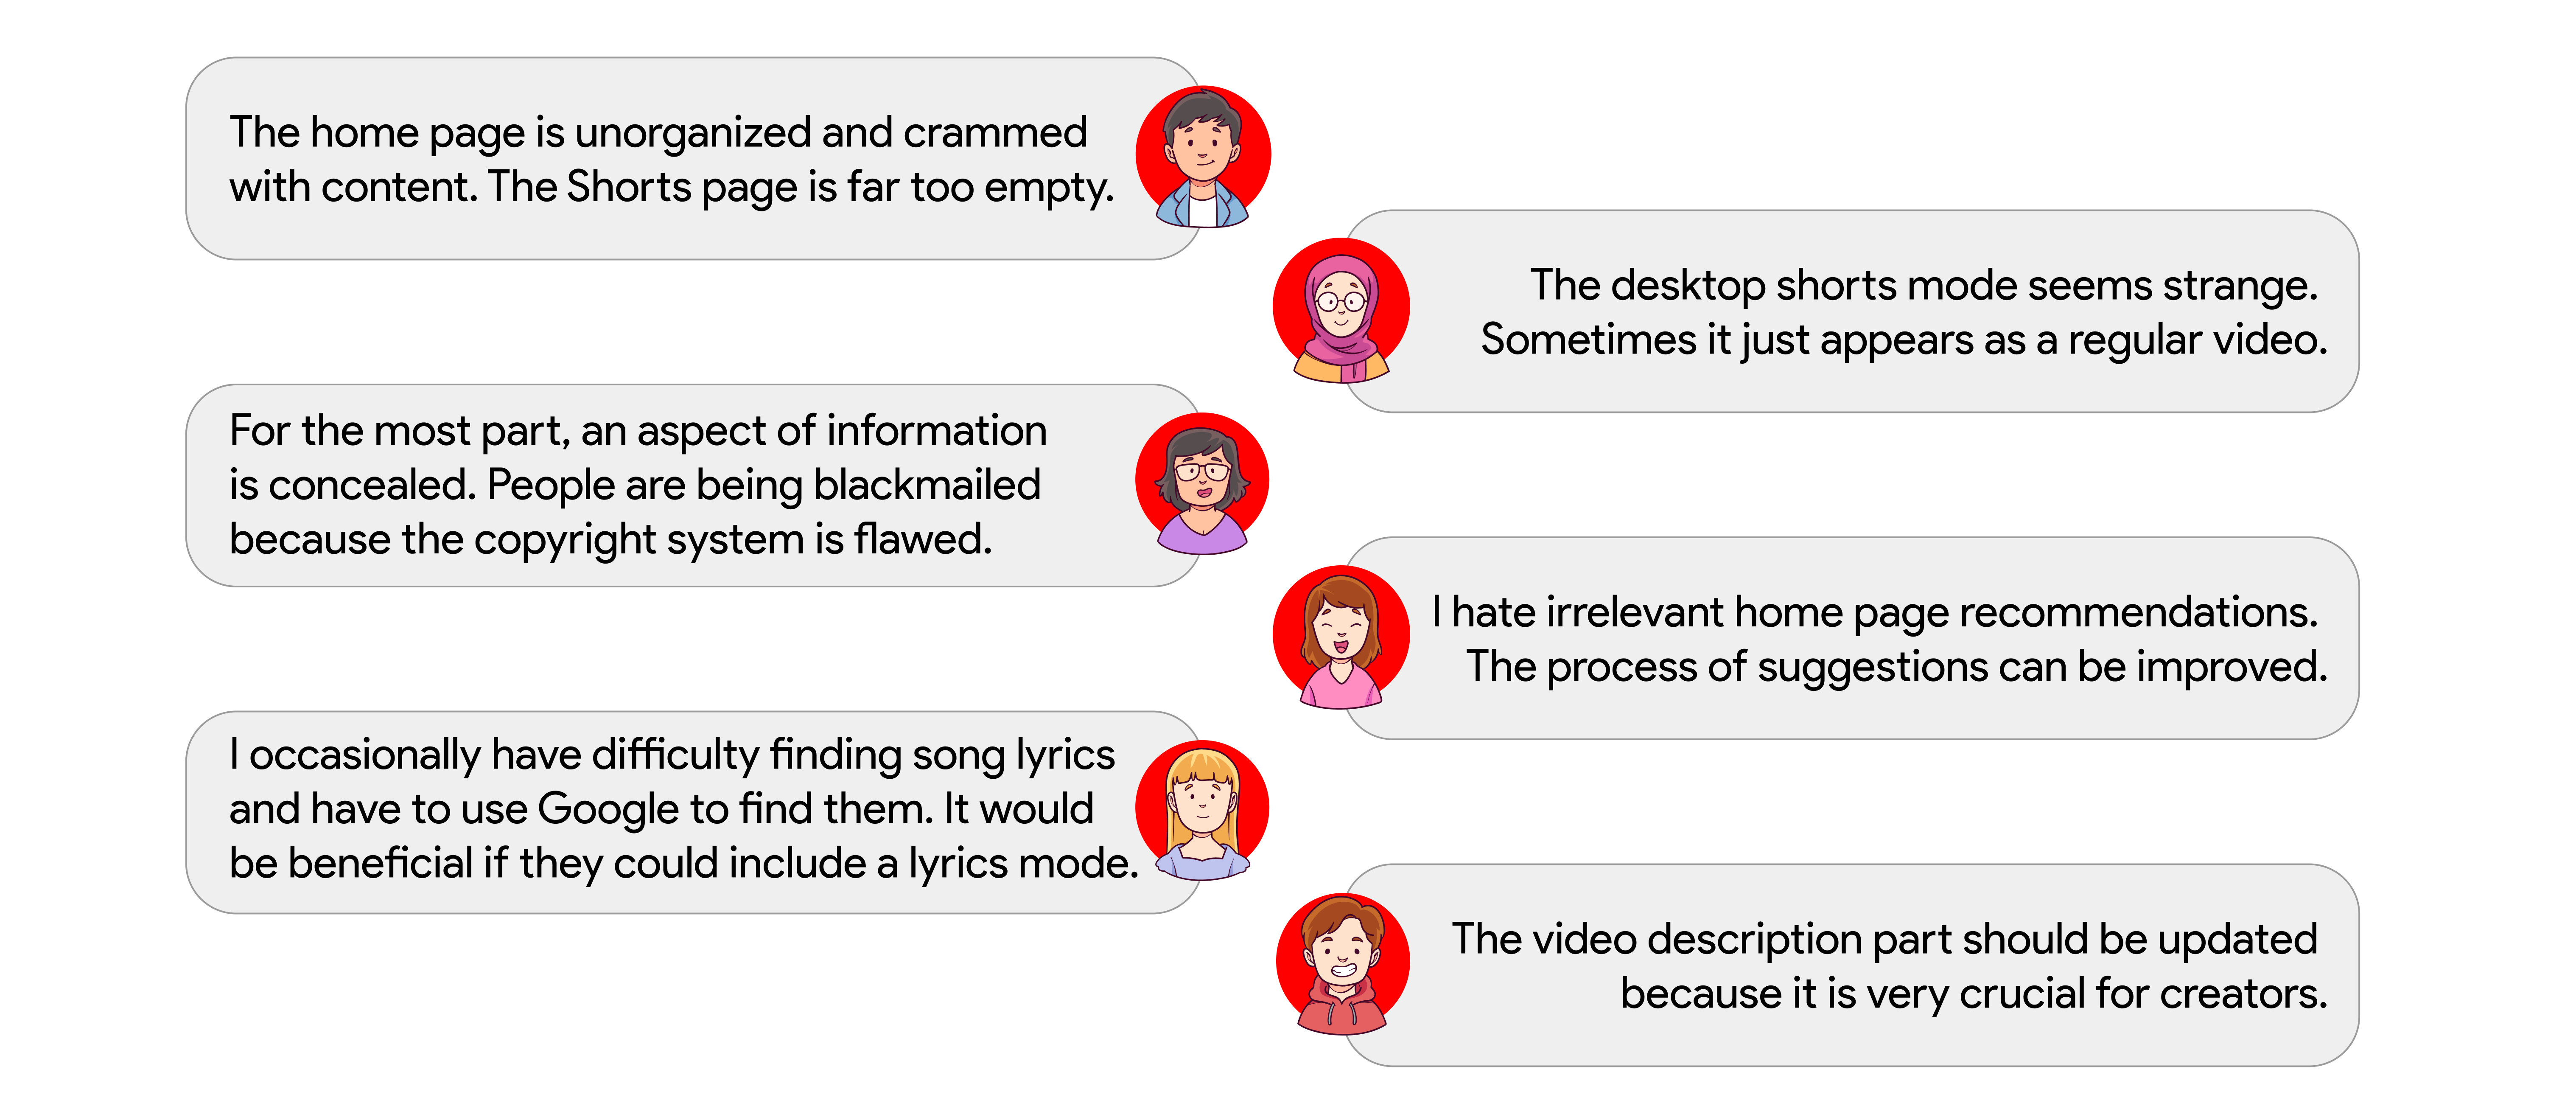 The home page is unorganized and crammed
with content. The Shorts page is far too empty.
The desktop shorts mode seems strange.
Sometimes it just appears as a regular video.
For the most part, an aspect of information
is concealed. People are being blackmailed
because the copyright system is flawed.
I hate irrelevant home page recommendations.
The process of suggestions can be improved.
I occasionally have difficulty finding song lyrics
and have to use Google to find them. It would
be beneficial if they could include a lyrics mode.
The video description part should be updated
because it is very crucial for creators.